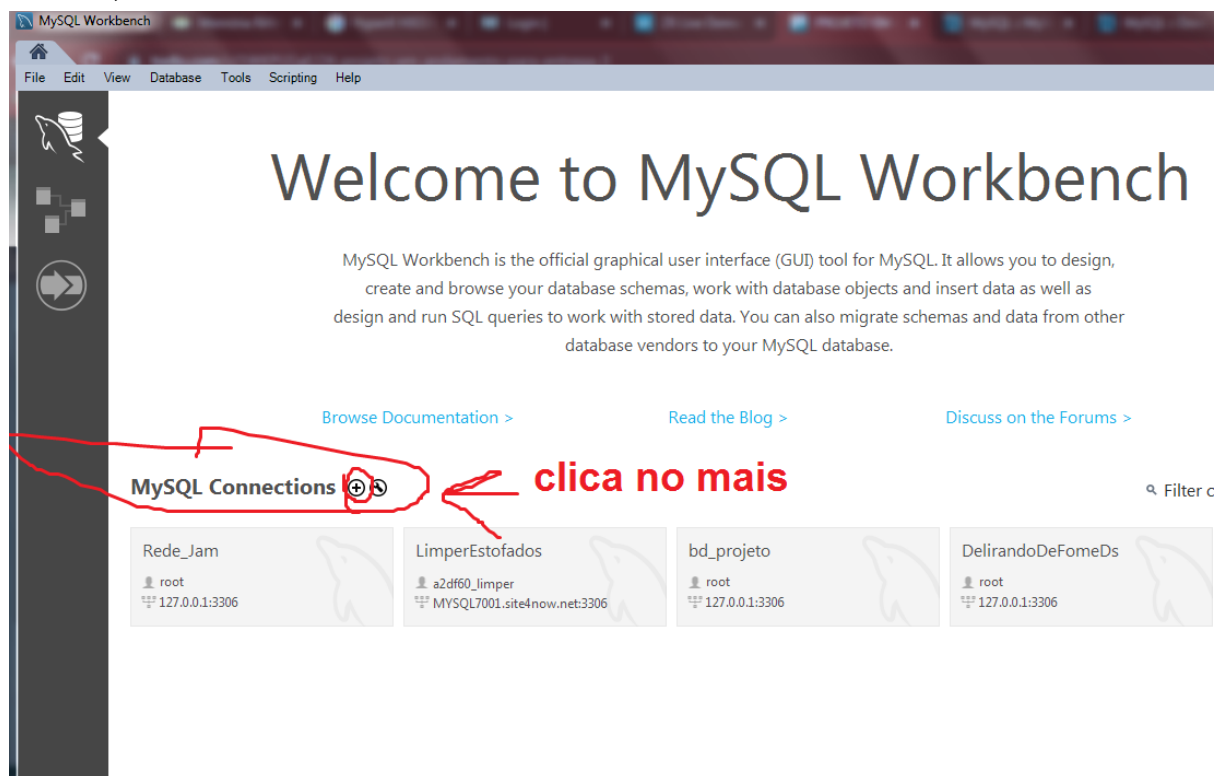 MySQL Workbench
File Edit View Database Tools Scripting Help
Welcome to MySQL Workbench
MySQL Workbench is the official graphical user interface (GUI) tool for MySQL. It allows you to design,
create and browse your database schemas, work with database objects and insert data as well as
design and run SQL queries to work with stored data. You can also migrate schemas and data from other
database vendors to your MySQL database.
Browse Documentation > Read the Blog > Discuss on the Forums >
clica no mais
MySQL Connections
Filter
Rede_Jam LimperEstofados bd_projeto DelirandoDeFomeDs
root a2df60_limper root root
127.0.0.1:3306 MYSQL7001.site4now.net:3306 127.0.0.1:3306 127.0.0.1:3306